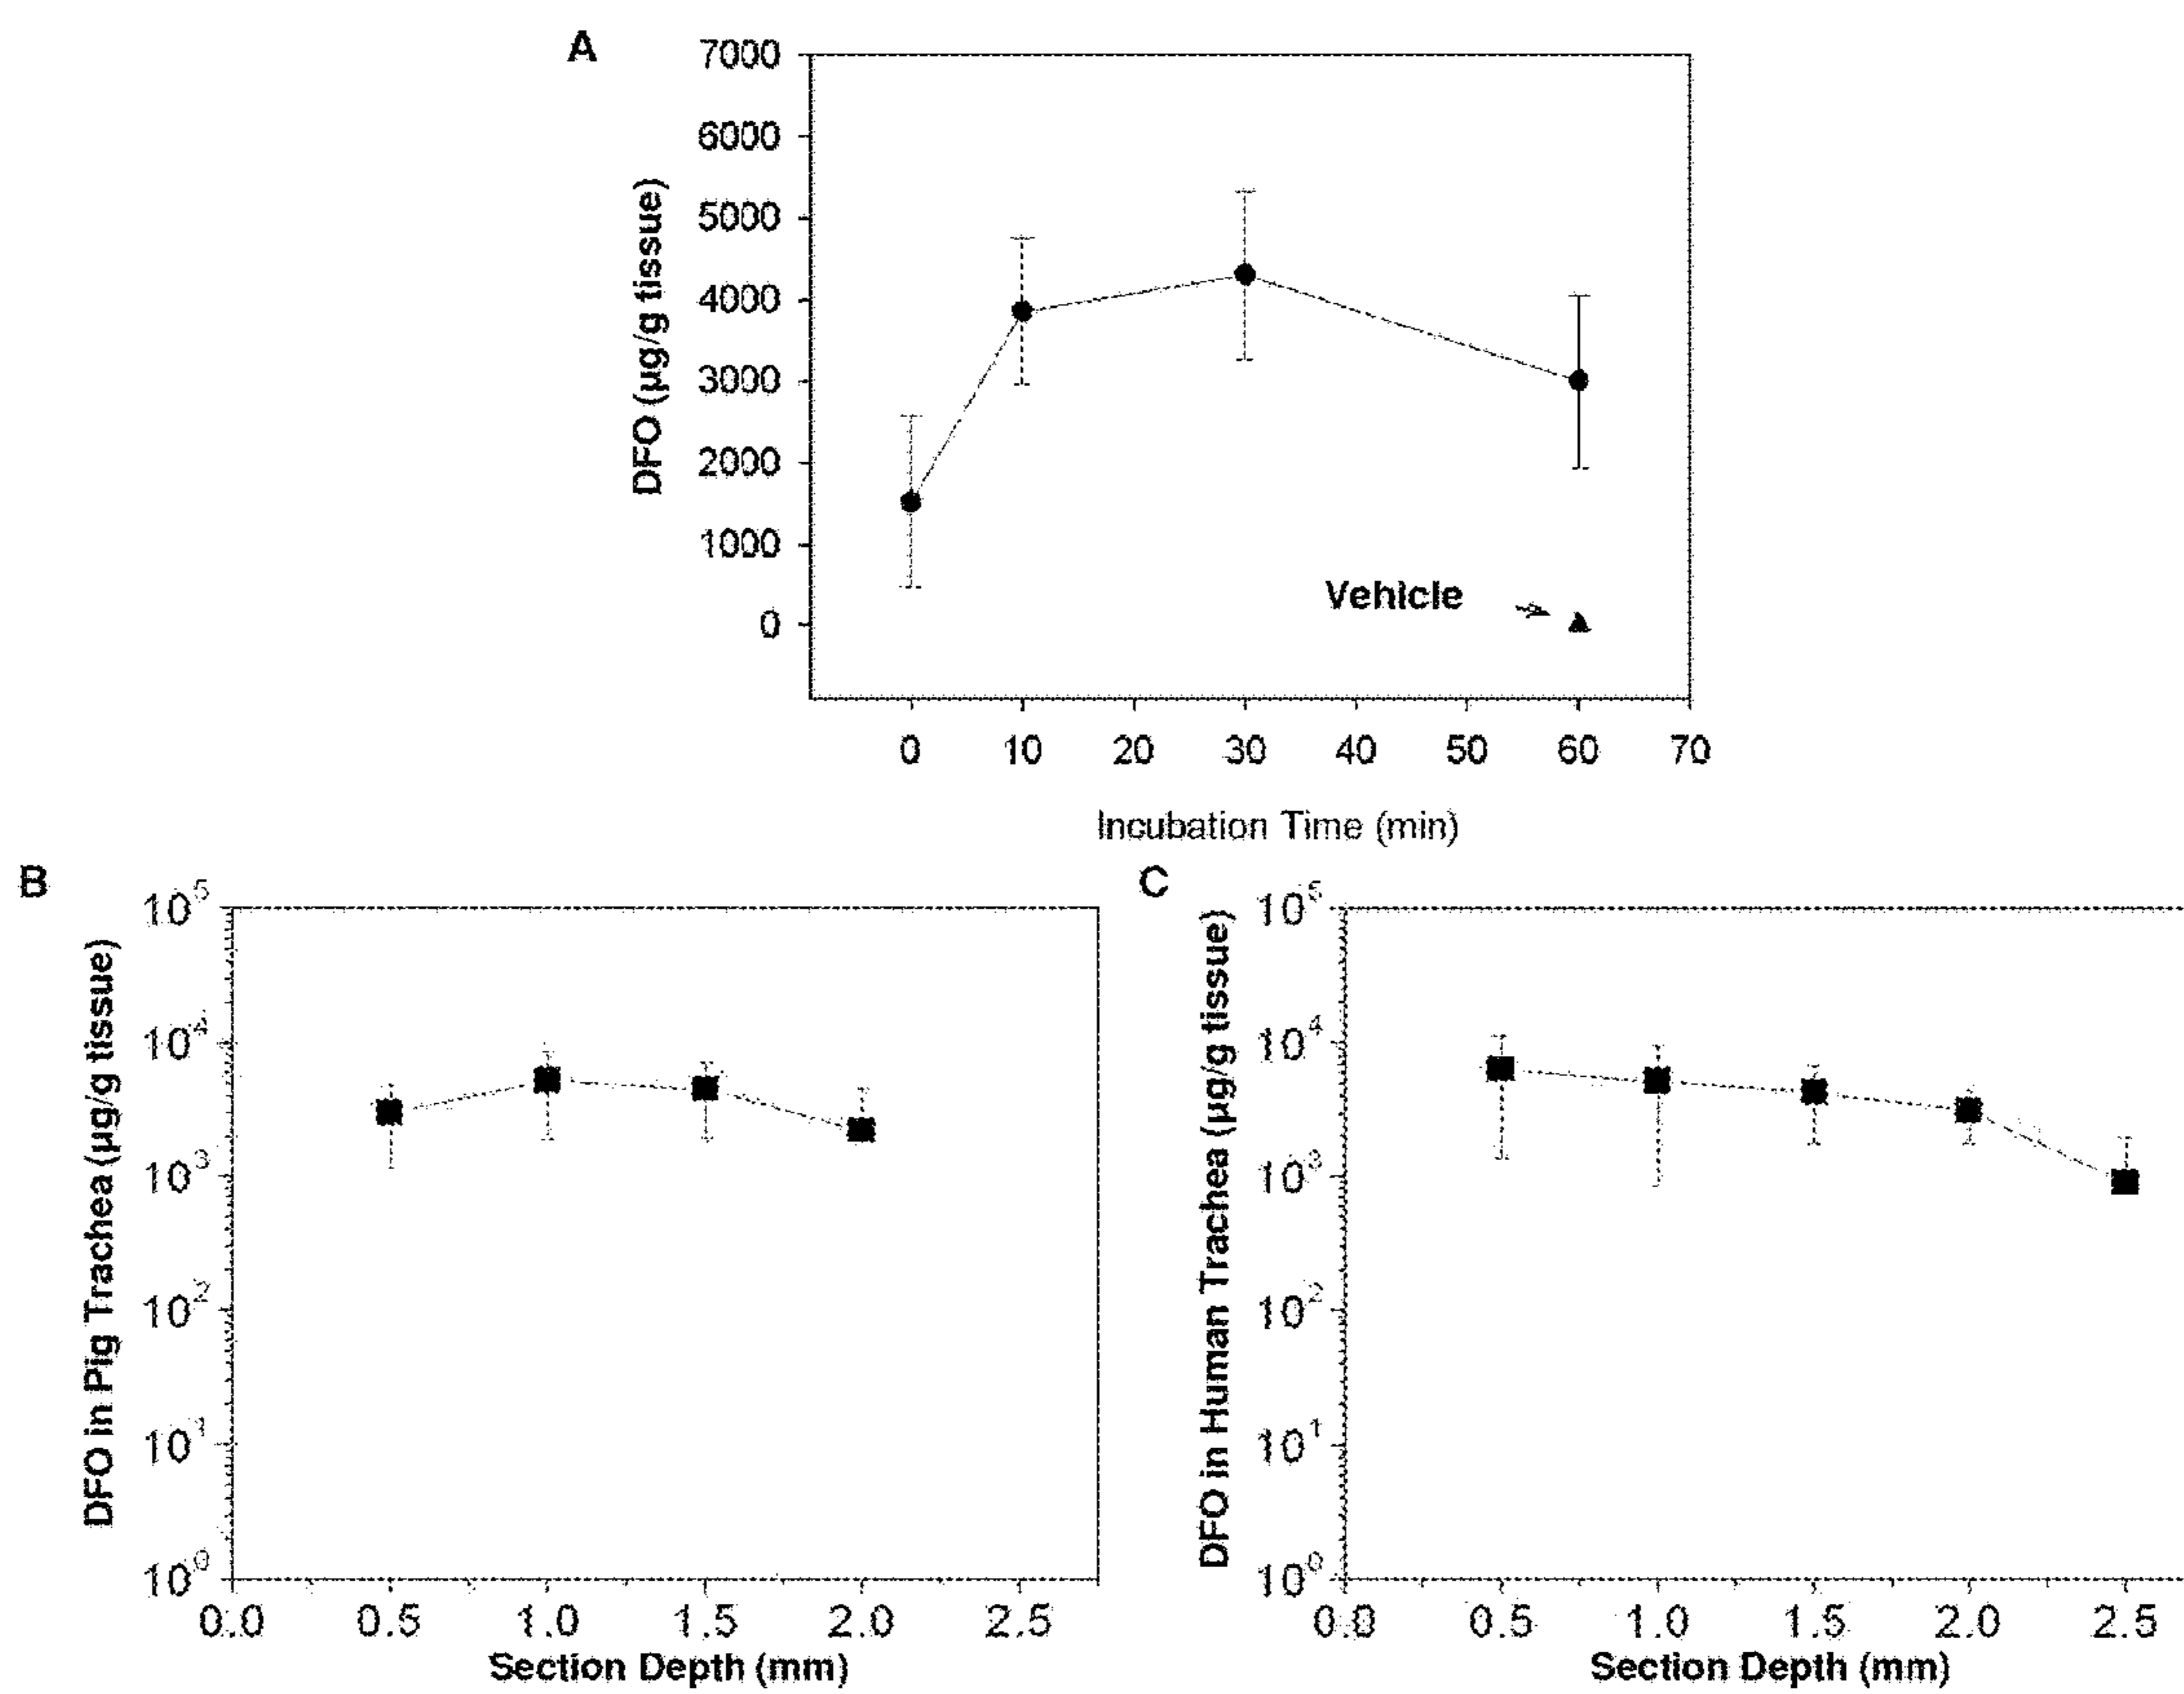 A
7000
6000
5000
4000
3000
2000
1000
0
DFO (µg/g tissue)
Vehicle
0 10 20 30 40 50 60 70
Incubation Time (min)
B
10^5
10^4
10^3
10^2
10^1
10^0
DFO in Pig Trachea (µg/g tissue)
0.0 0.5 1.0 1.5 2.0 2.5
Section Depth (mm)
C
10^5
10^4
10^3
10^2
10^1
10^0
DFO in Human Trachea (µg/g tissue)
0.0 0.5 1.0 1.5 2.0 2.5
Section Depth (mm)